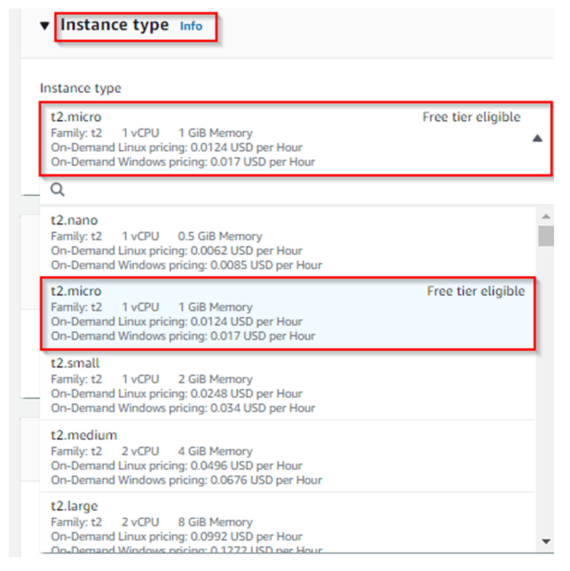 Instance type Info
Instance type
t2.micro Free tier eligible
Family: t2 1 vCPU 1 GiB Memory
On-Demand Linux pricing: 0.0124 USD per Hour
On-Demand Windows pricing: 0.017 USD per Hour
t2.nano
Family: t2 1 vCPU 0.5 GiB Memory
On-Demand Linux pricing: 0.0062 USD per Hour
On-Demand Windows pricing: 0.0085 USD per Hour
t2.micro Free tier eligible
Family: t2 1 vCPU 1 GiB Memory
On-Demand Linux pricing: 0.0124 USD per Hour
On-Demand Windows pricing: 0.017 USD per Hour
t2.small
Family: t2 1 vCPU 2 GiB Memory
On-Demand Linux pricing: 0.0248 USD per Hour
On-Demand Windows pricing: 0.034 USD per Hour
t2.medium
Family: t2 2 vCPU 4 GiB Memory
On-Demand Linux pricing: 0.0496 USD per Hour
On-Demand Windows pricing: 0.0676 USD per Hour
t2.large
Family: t2 2 vCPU 8 GiB Memory
On-Demand Linux pricing: 0.0992 USD per Hour
On-Demand Windows pricing: 0.1272 USD per Hour